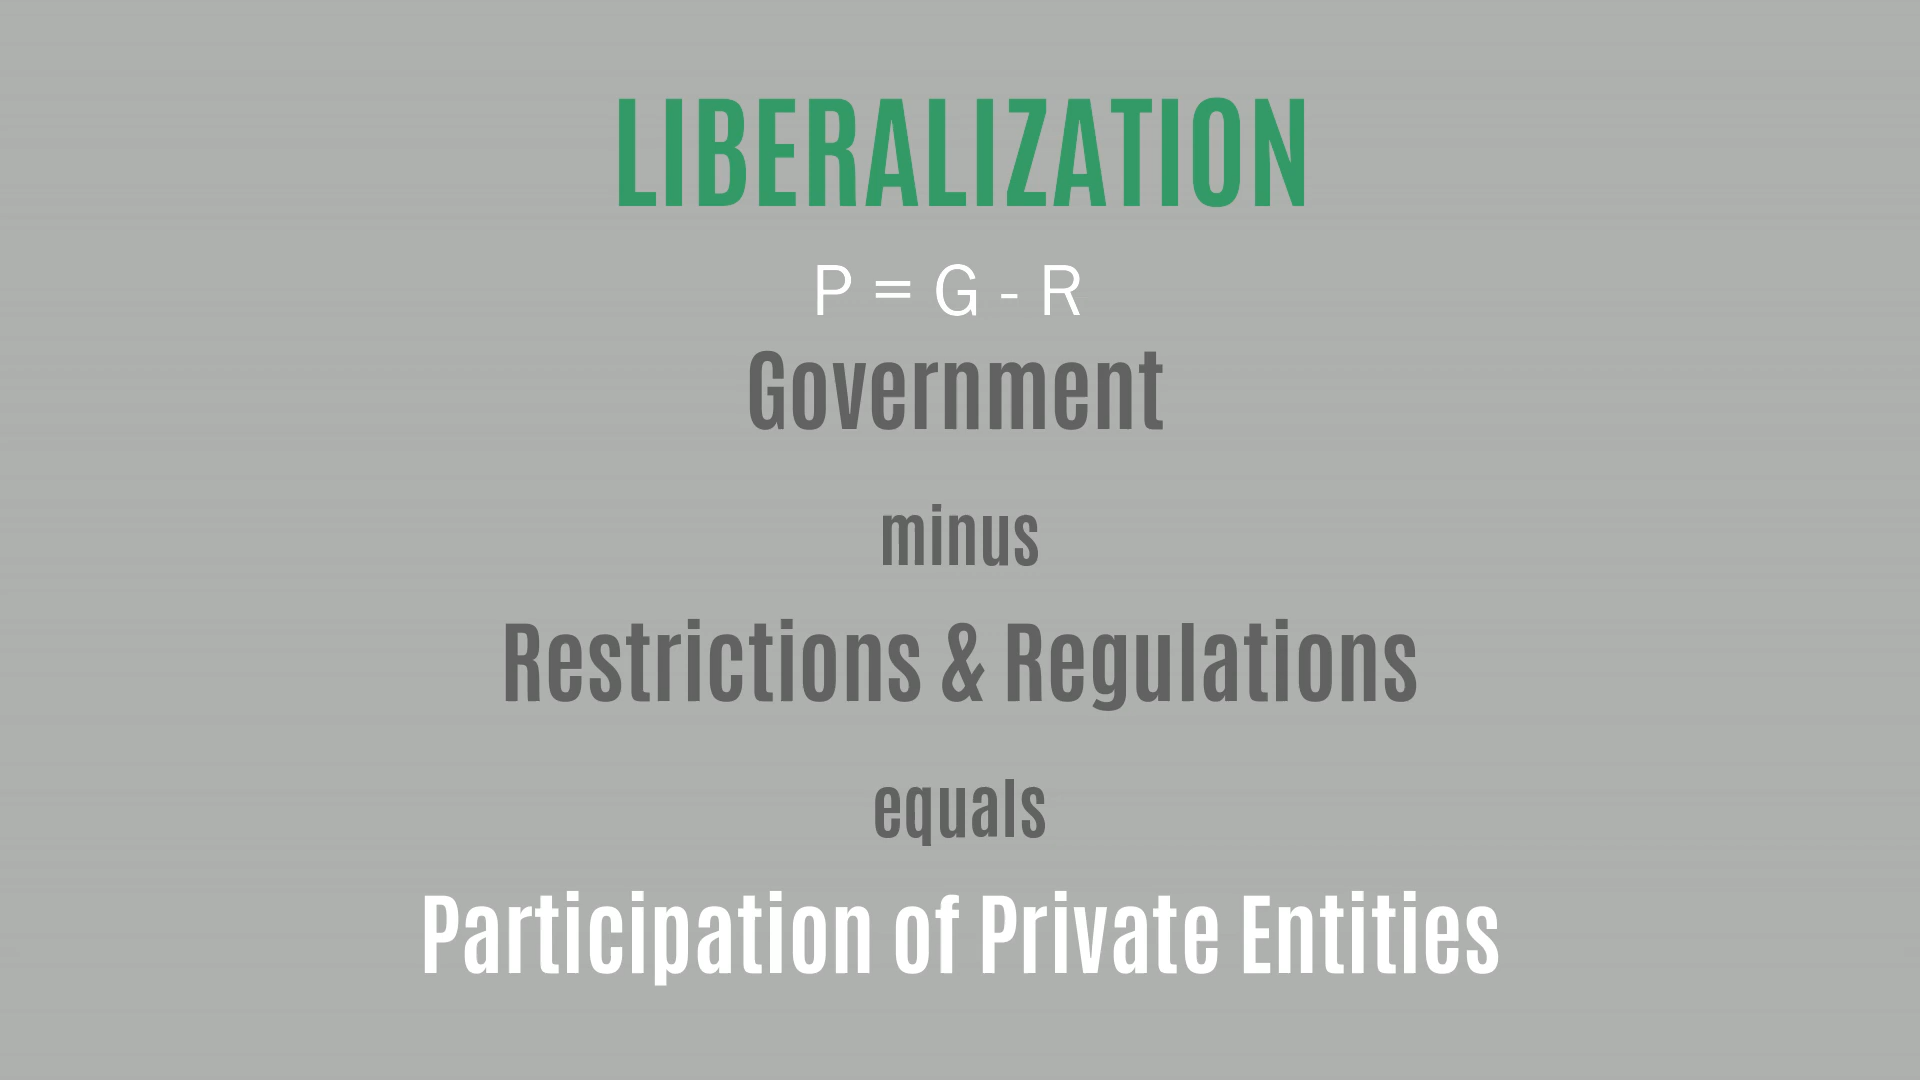 LIBERALIZATION
P = G - R
Government
minus
Restrictions & Regulations
equals
Participation of Private Entities